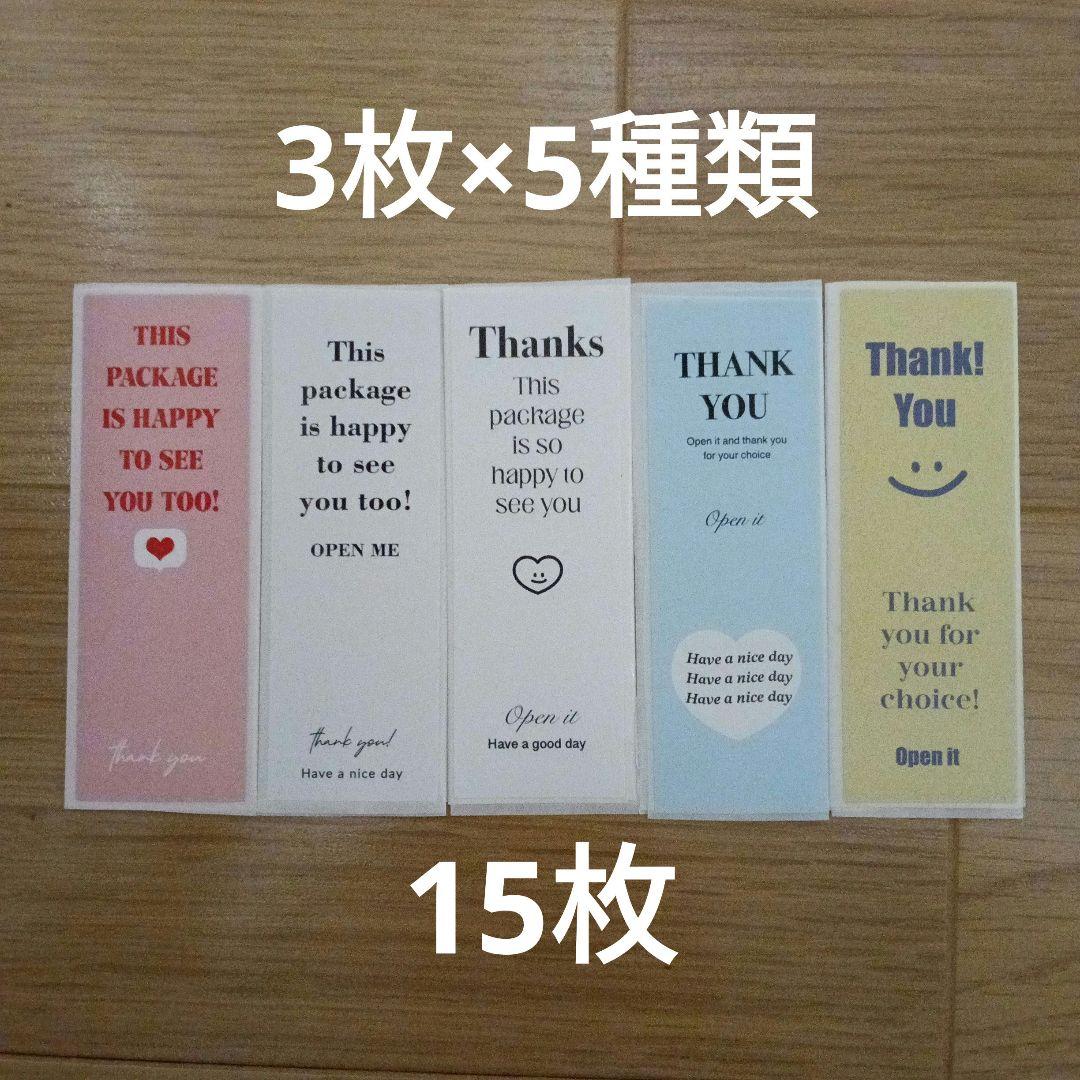 3枚×5種類
THIS
PACKAGE
IS HAPPY
TO SEE
YOU TOO!
thank you
This
package
is happy
to see
you too!
OPEN ME
thank you!
Have a nice day
Thanks
This
package
is so
happy to
see you
Open it
Have a good day
THANK
YOU
Open it and thank you
for your choice
Open it
Have a nice day
Have a nice day
Have a nice day
Thank!
You
Thank
you for
your
choice!
Open it
15枚